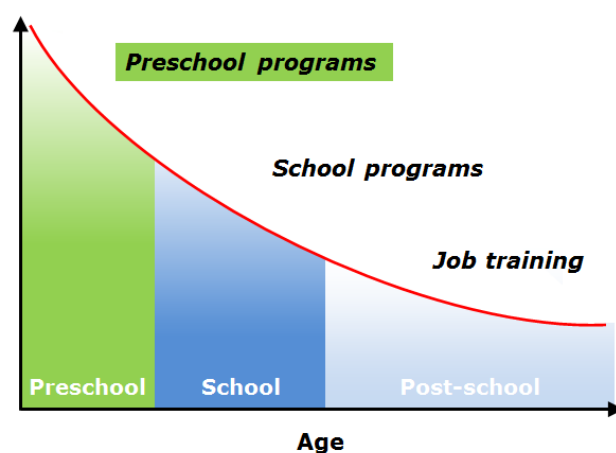 Preschool programs
School programs
Job training
Preschool
School
Post-school
Age